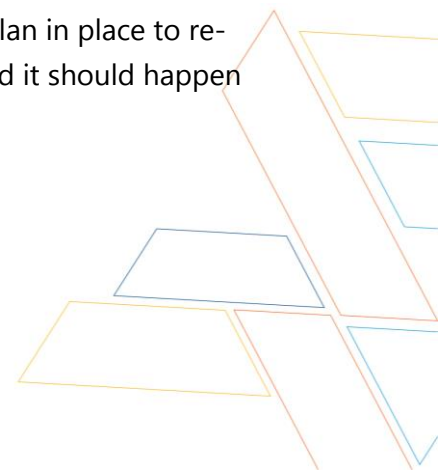 lan in place to re-
d it should happen